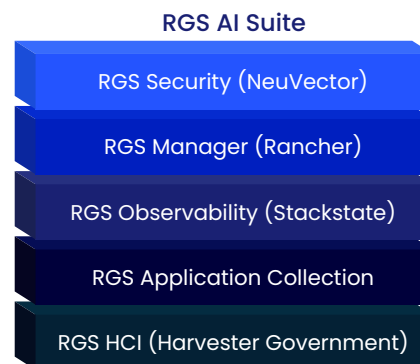 RGS AI Suite
RGS Security (NeuVector)
RGS Manager (Rancher)
RGS Observability (Stackstate)
RGS Application Collection
RGS HCI (Harvester Government)